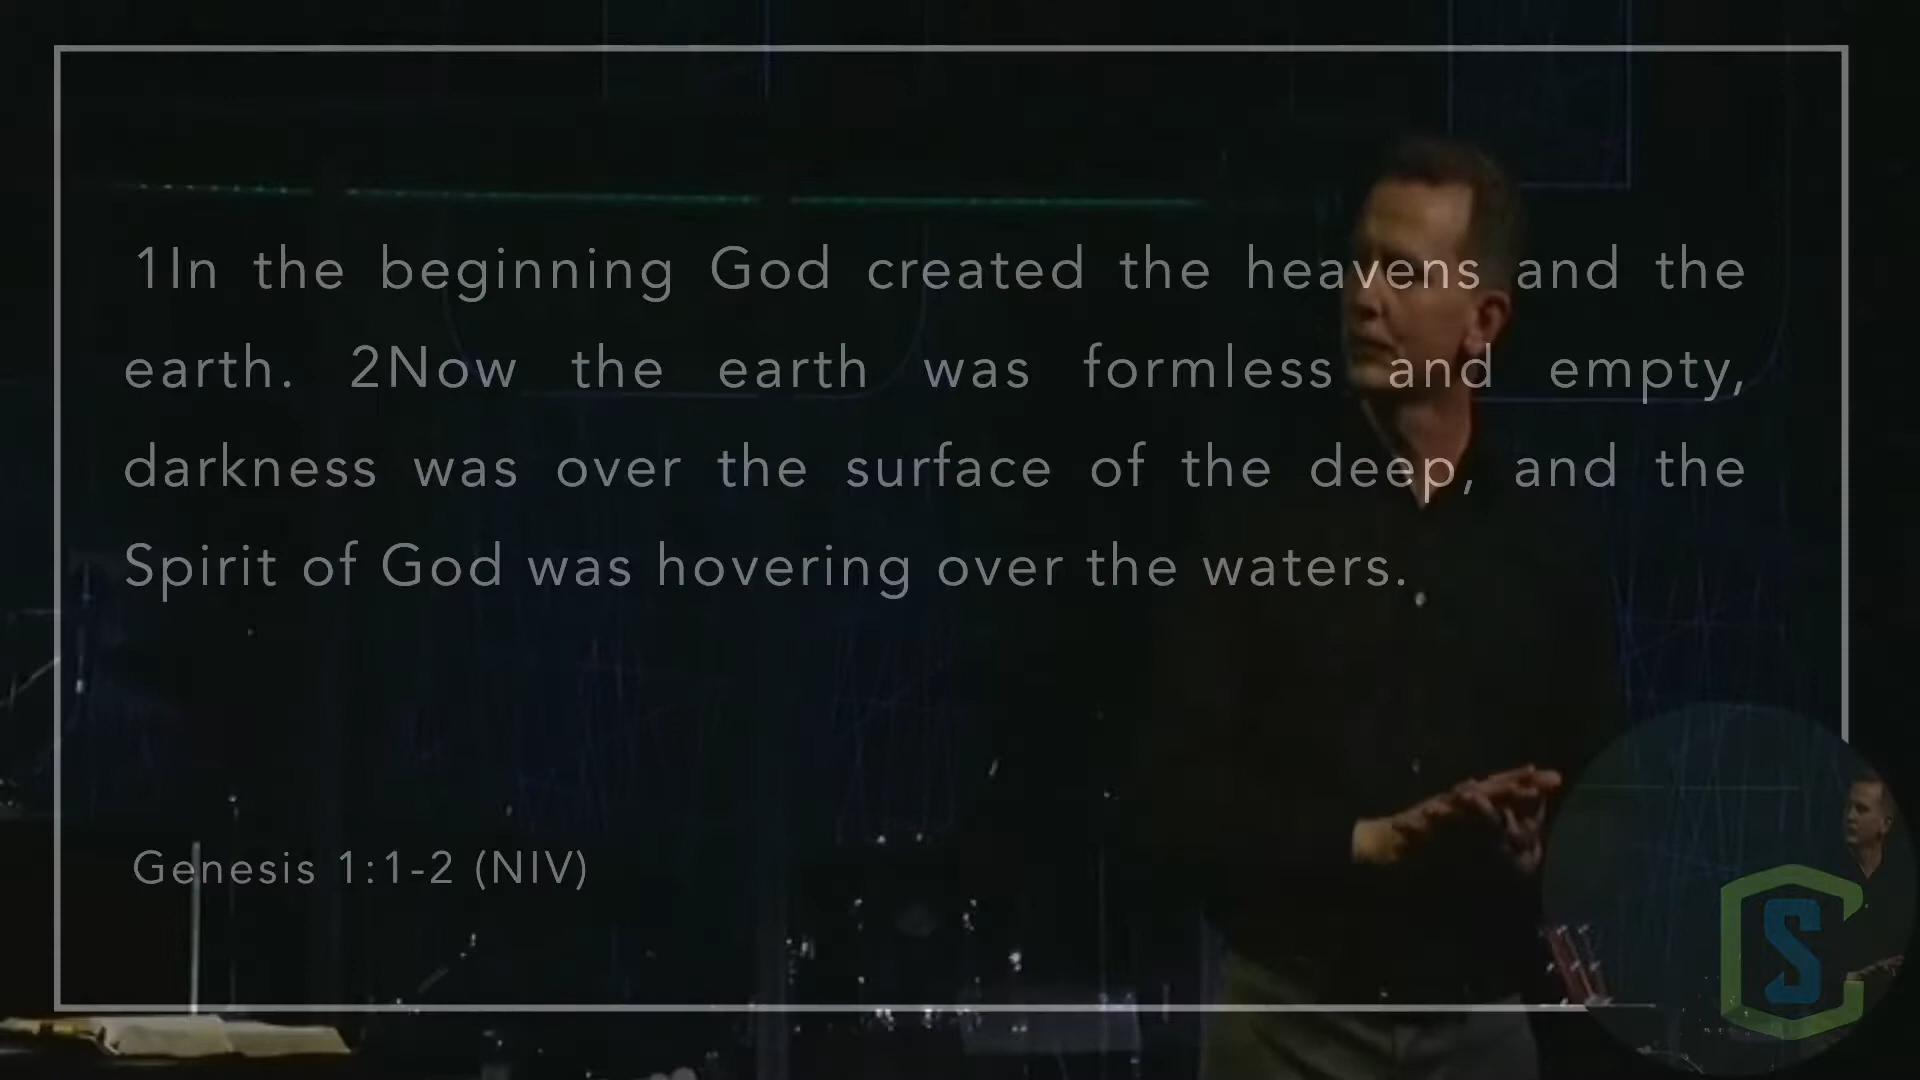 1In the beginning God created the heavens and the
earth. 2Now the earth was formless and empty,
darkness was over the surface of the deep, and the
Spirit of God was hovering over the waters.
Genesis 1:1-2 (NIV)
CS